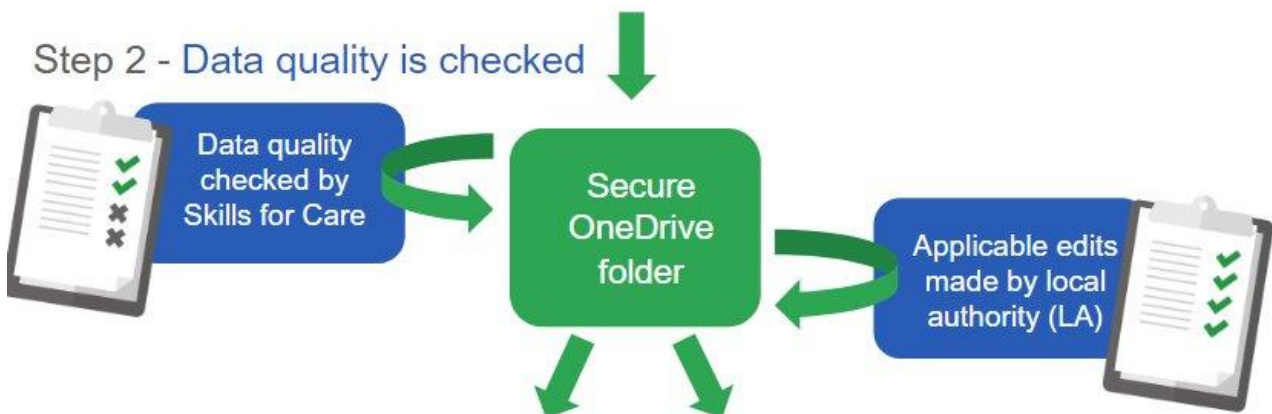 Step 2 - Data quality is checked
Data quality
checked by
Skills for Care
Secure
OneDrive
folder
Applicable edits
made by local
authority (LA)